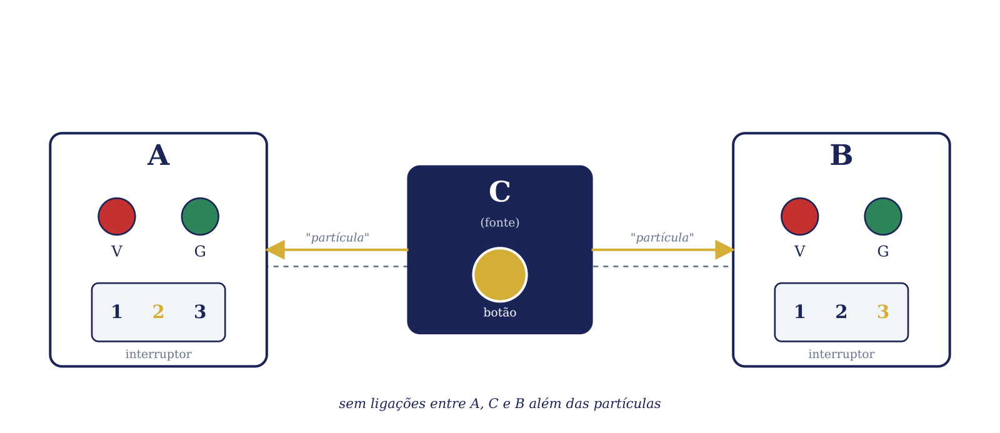 A
V G
1 2 3
interruptor
"partícula"
C
(fonte)
botão
"partícula"
B
V G
1 2 3
interruptor
sem ligações entre A, C e B além das partículas